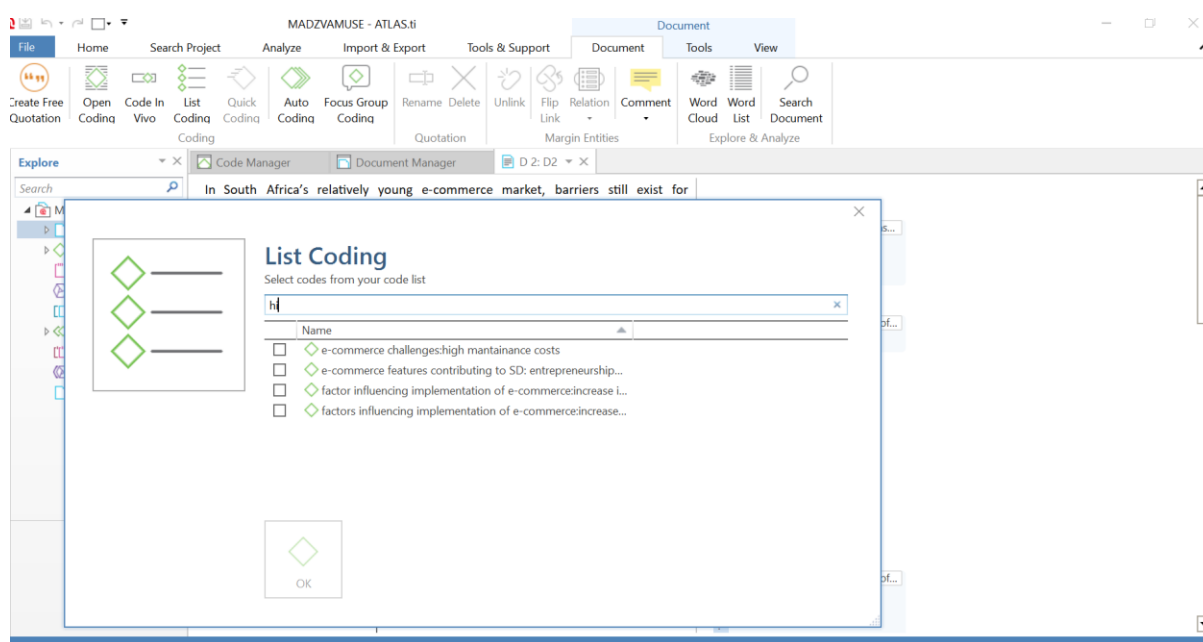 MADZVAMUSE - ATLAS.ti
Document
File Home Search Project Analyze Import & Export Tools & Support Document Tools View
Create Free Quotation
Open Coding
Code In Vivo
List Coding
Quick Coding
Auto Coding
Focus Group Coding
Rename
Delete
Unlink
Flip Link
Relation
Comment
Word Cloud
Word List
Search Document
Coding
Quotation
Margin Entities
Explore & Analyze
Explore
Code Manager
Document Manager
D 2: D2
Search
In South Africa's relatively young e-commerce market, barriers still exist for
M
s...
List Coding
Select codes from your code list
hi
Name
e-commerce challenges:high mantainance costs
e-commerce features contributing to SD: entrepreneurship...
factor influencing implementation of e-commerce:increase i...
factors influencing implementation of e-commerce:increase...
of...
OK
of...